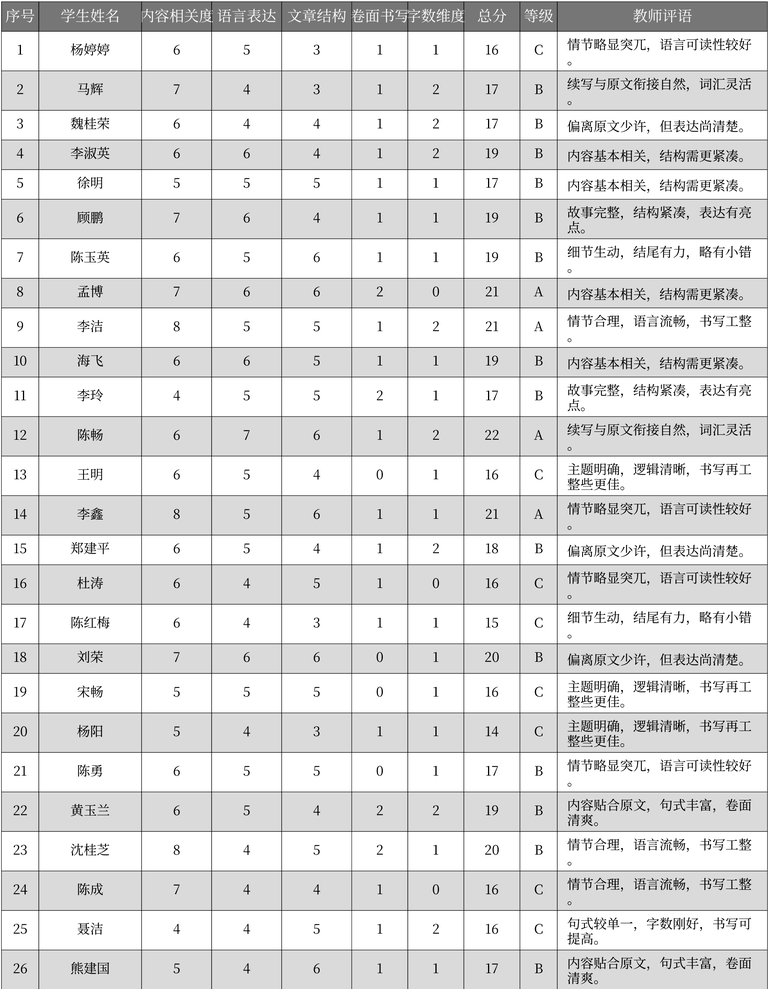 序号 学生姓名 内容相关度 语言表达 文章结构 卷面书写 字数维度 总分 等级 教师评语
1 杨婷婷 6 5 3 1 1 16 C 情节略显突兀，语言可读性较好
。
2 马辉 7 4 3 1 2 17 B 续写与原文衔接自然，词汇灵活
。
3 魏桂荣 6 4 4 1 2 17 B 偏离原文少许，但表达尚清楚。
4 李淑英 6 6 4 1 2 19 B 内容基本相关，结构需更紧凑。
5 徐明 5 5 5 1 1 17 B 内容基本相关，结构需更紧凑。
6 顾鹏 7 6 4 1 1 19 B 故事完整，结构紧凑，表达有亮
点。
7 陈玉英 6 5 6 1 1 19 B 细节生动，结尾有力，略有小错
。
8 孟博 7 6 6 2 0 21 A 内容基本相关，结构需更紧凑。
9 李洁 8 5 5 1 2 21 A 情节合理，语言流畅，书写工整
。
10 海飞 6 6 5 1 1 19 B 内容基本相关，结构需更紧凑。
11 李玲 4 5 5 2 1 17 B 故事完整，结构紧凑，表达有亮
点。
12 陈畅 6 7 6 1 2 22 A 续写与原文衔接自然，词汇灵活
。
13 王明 6 5 4 0 1 16 C 主题明确，逻辑清晰，书写再工
整些更佳。
14 李鑫 8 5 6 1 1 21 A 情节略显突兀，语言可读性较好
。
15 郑建平 6 5 4 1 2 18 B 偏离原文少许，但表达尚清楚。
16 杜涛 6 4 5 1 0 16 C 情节略显突兀，语言可读性较好
。
17 陈红梅 6 4 3 1 1 15 C 细节生动，结尾有力，略有小错
。
18 刘荣 7 6 6 0 1 20 B 偏离原文少许，但表达尚清楚。
19 宋畅 5 5 5 0 1 16 C 主题明确，逻辑清晰，书写再工
整些更佳。
20 杨阳 5 4 3 1 1 14 C 主题明确，逻辑清晰，书写再工
整些更佳。
21 陈勇 6 5 5 0 1 17 B 情节略显突兀，语言可读性较好
。
22 黄玉兰 6 5 4 2 2 19 B 内容贴合原文，句式丰富，卷面
清爽。
23 沈桂芝 8 4 5 2 1 20 B 情节合理，语言流畅，书写工整
。
24 陈成 7 4 4 1 0 16 C 情节合理，语言流畅，书写工整
。
25 聂洁 4 4 5 1 2 16 C 句式较单一，字数刚好，书写可
提高。
26 熊建国 5 4 6 1 1 17 B 内容贴合原文，句式丰富，卷面
清爽。